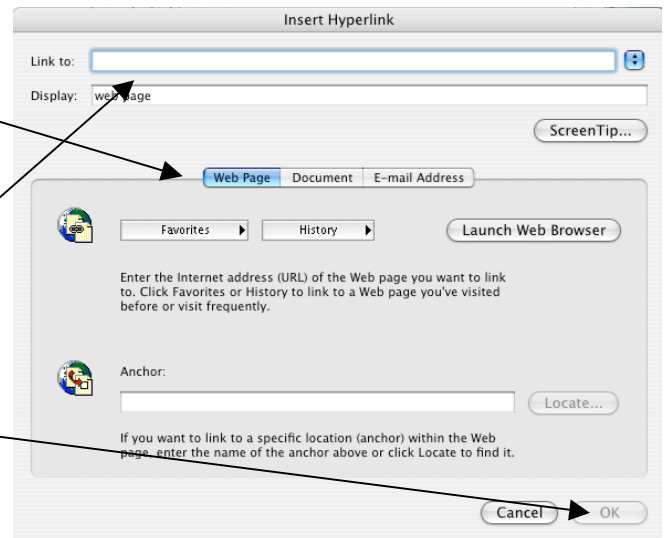 Insert Hyperlink
Link to:
Display: web page
ScreenTip...
Web Page Document E-mail Address
Favorites History Launch Web Browser
Enter the Internet address (URL) of the Web page you want to link
to. Click Favorites or History to link to a Web page you've visited
before or visit frequently.
Anchor:
Locate...
If you want to link to a specific location (anchor) within the Web
page, enter the name of the anchor above or click Locate to find it.
Cancel OK